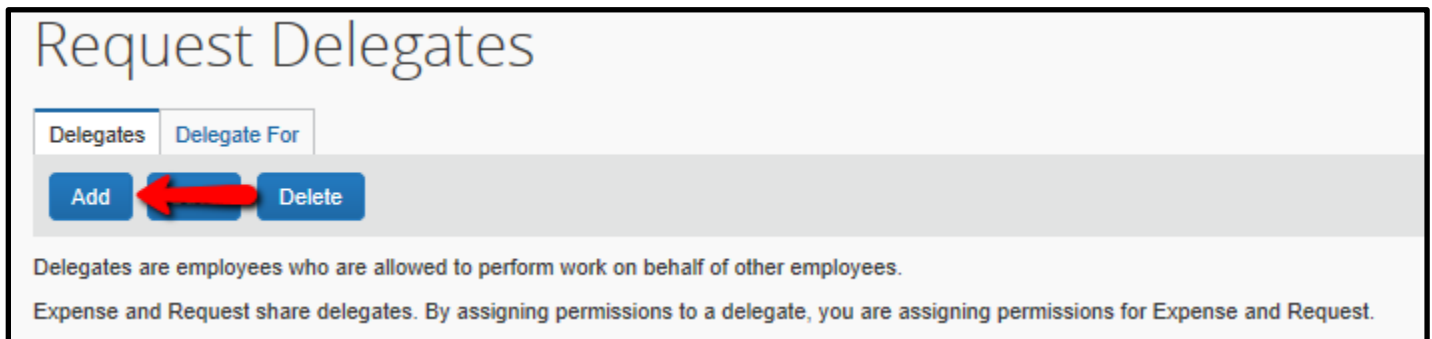 Request Delegates
Delegates Delegate For
Add Delete
Delegates are employees who are allowed to perform work on behalf of other employees.
Expense and Request share delegates. By assigning permissions to a delegate, you are assigning permissions for Expense and Request.